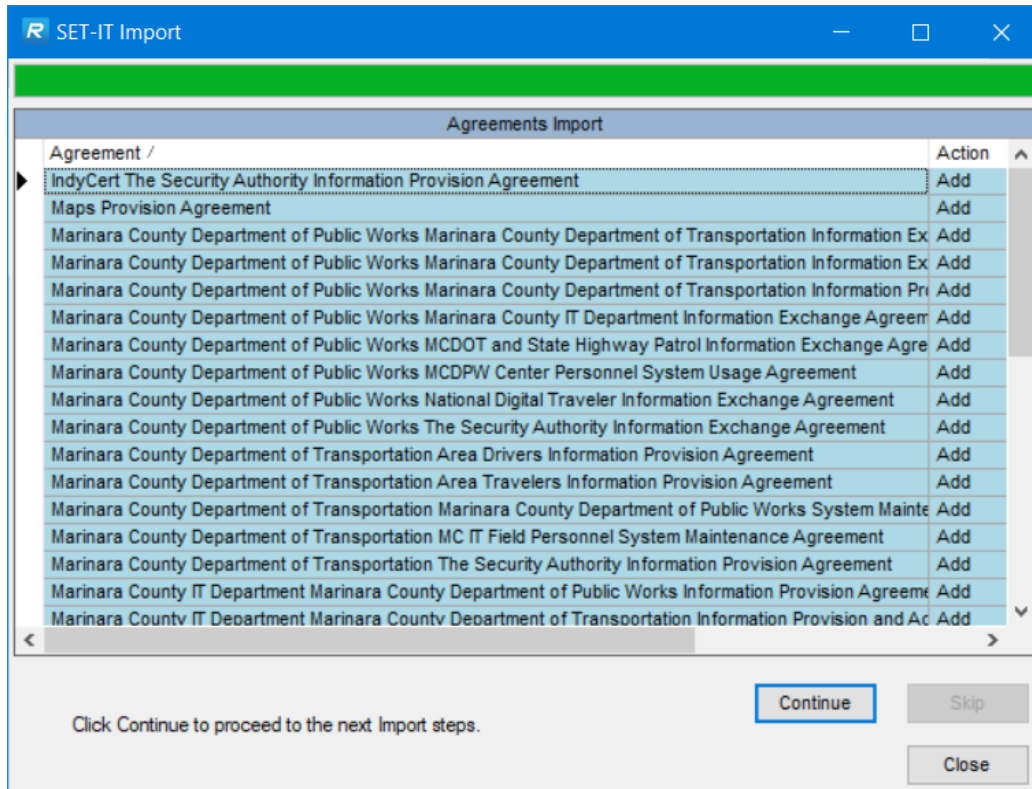 R SET-IT Import
Agreements Import
Agreement / Action
IndyCert The Security Authority Information Provision Agreement Add
Maps Provision Agreement Add
Marinara County Department of Public Works Marinara County Department of Transportation Information Ex Add
Marinara County Department of Public Works Marinara County Department of Transportation Information Ex Add
Marinara County Department of Public Works Marinara County Department of Transportation Information Pr Add
Marinara County Department of Public Works Marinara County IT Department Information Exchange Agreem Add
Marinara County Department of Public Works MCDOT and State Highway Patrol Information Exchange Agre Add
Marinara County Department of Public Works MCDPW Center Personnel System Usage Agreement Add
Marinara County Department of Public Works National Digital Traveler Information Exchange Agreement Add
Marinara County Department of Public Works The Security Authority Information Exchange Agreement Add
Marinara County Department of Transportation Area Drivers Information Provision Agreement Add
Marinara County Department of Transportation Area Travelers Information Provision Agreement Add
Marinara County Department of Transportation Marinara County Department of Public Works System Mainte Add
Marinara County Department of Transportation MC IT Field Personnel System Maintenance Agreement Add
Marinara County Department of Transportation The Security Authority Information Provision Agreement Add
Marinara County IT Department Marinara County Department of Public Works Information Provision Agreeme Add
Marinara County IT Department Marinara County Department of Transportation Information Provision and Ac Add
Continue Skip
Click Continue to proceed to the next Import steps.
Close